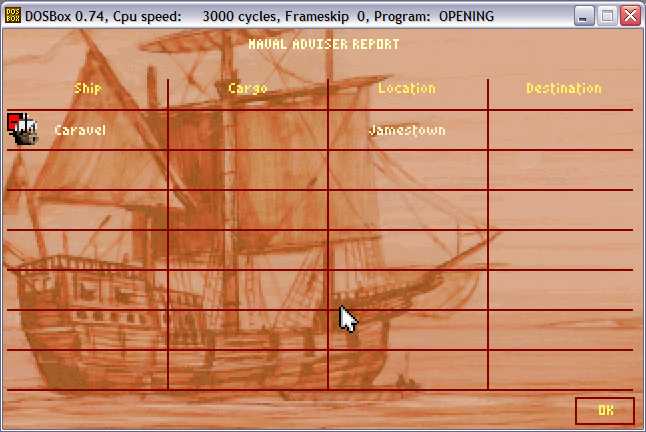 DOS
BOX
DOSBox 0.74, Cpu speed:     3000 cycles, Frameskip  0, Program:  OPENING
NAVAL ADVISER REPORT
Ship Cargo Location Destination
Caravel Jamestown
OK